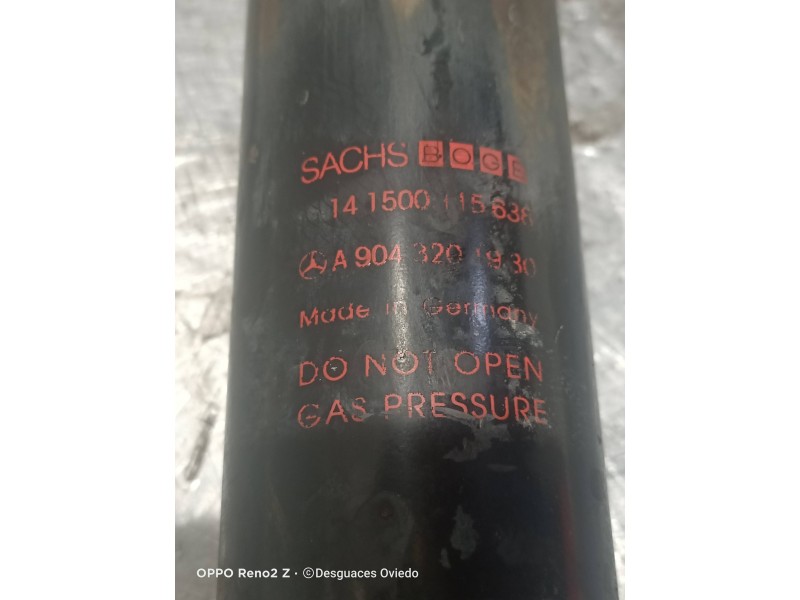 SACHS BOGE
14 1500 115 636
A 904 320 19 30
Made in Germany
DO NOT OPEN
GAS PRESSURE
OPPO Reno2 Z · ©Desguaces Oviedo